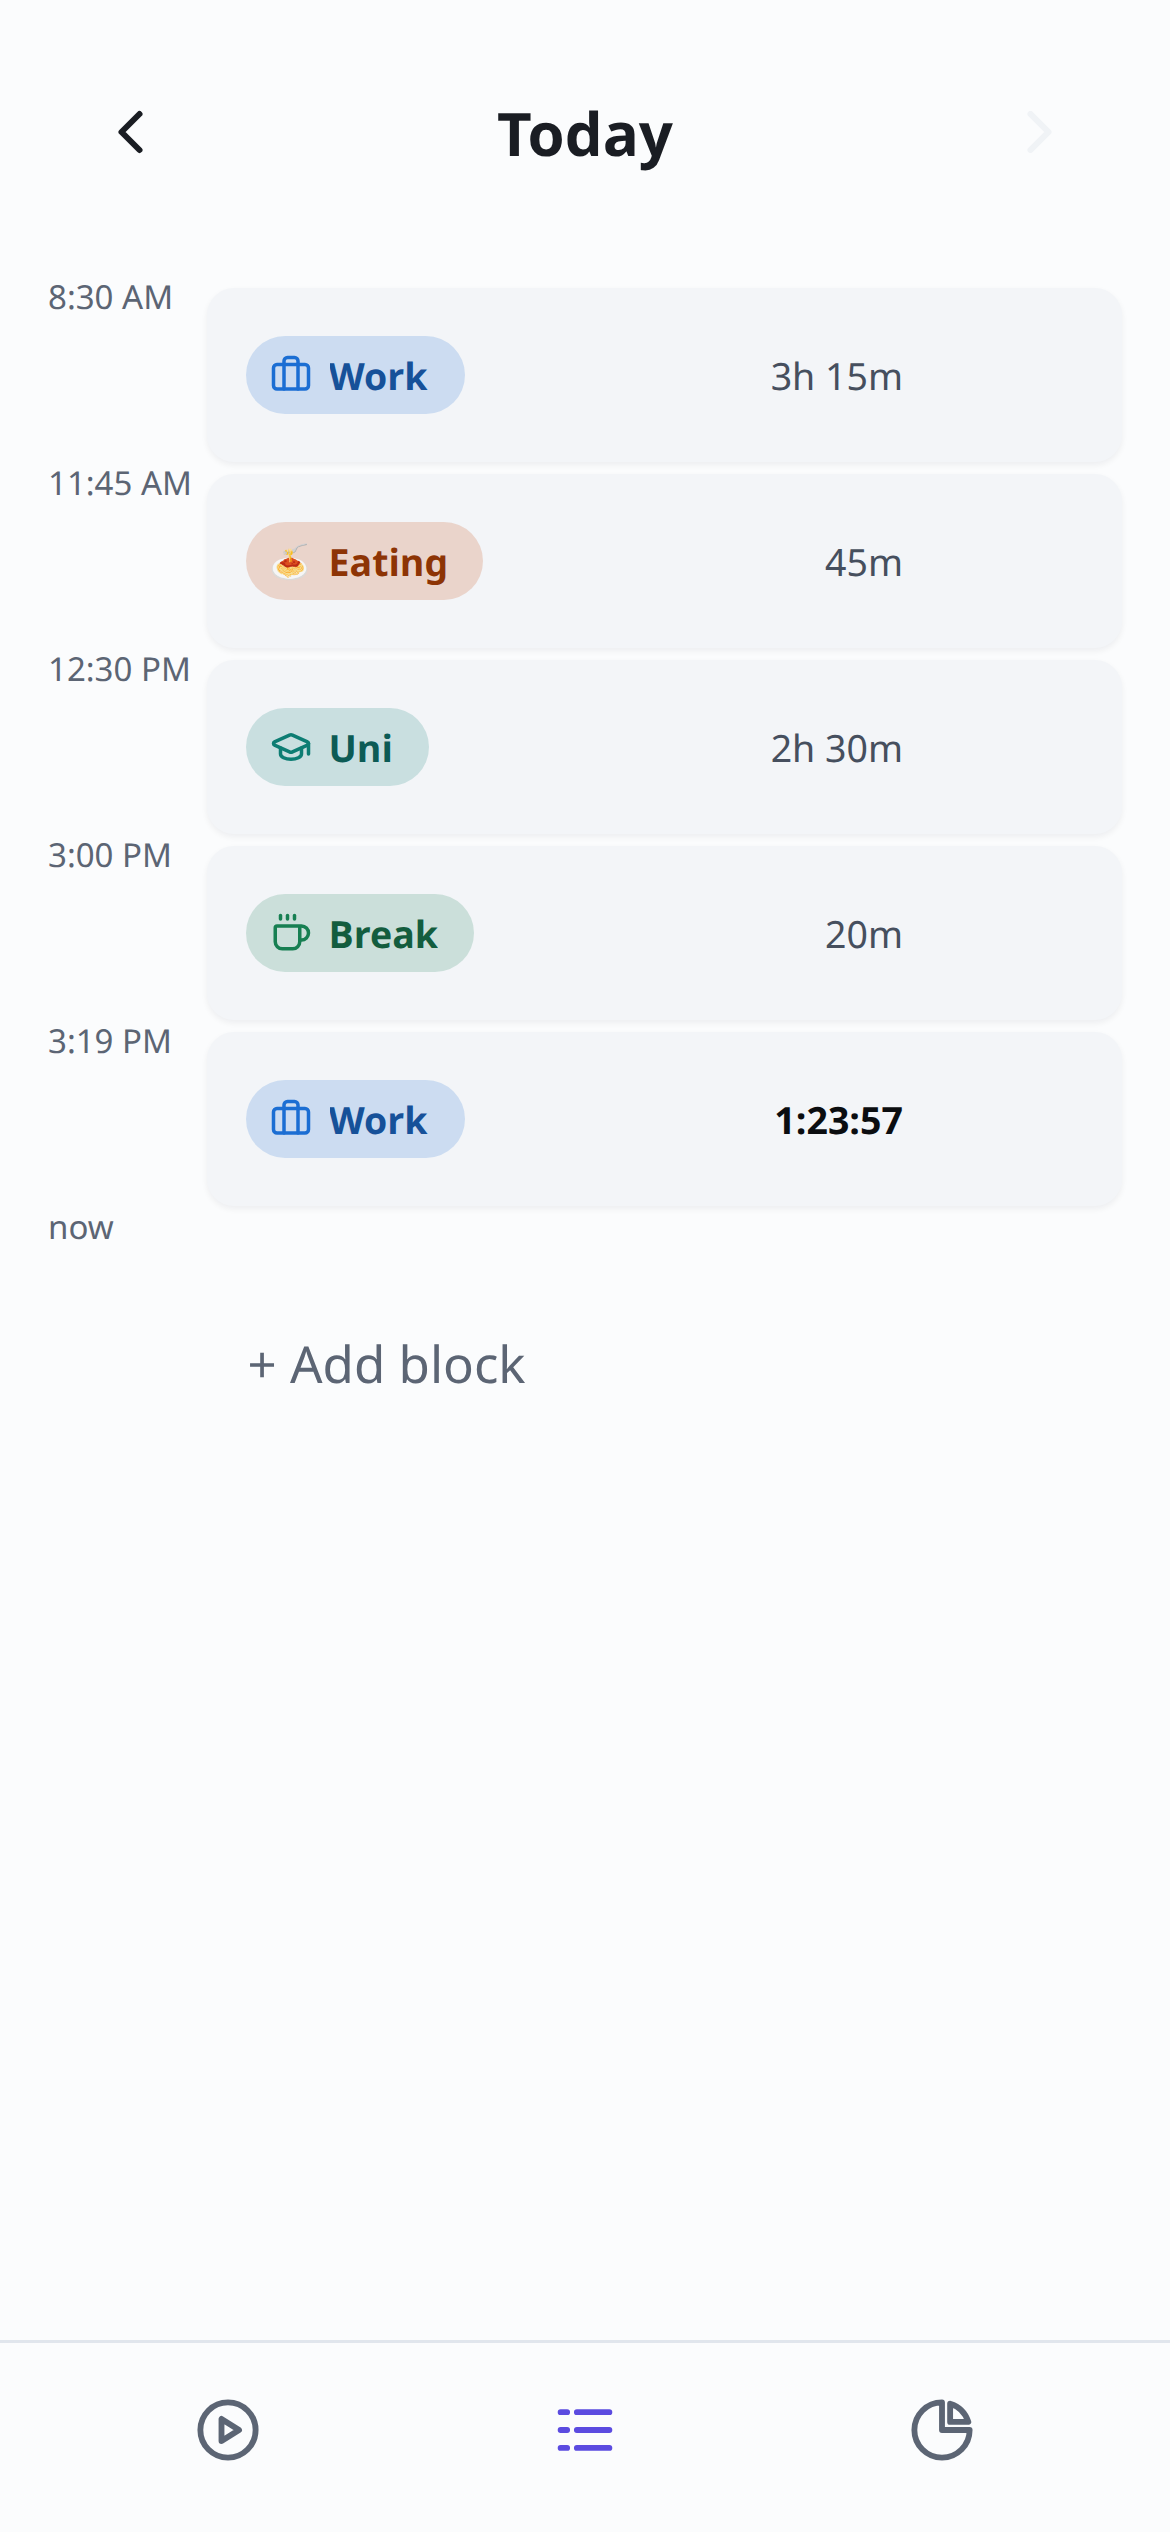 Today
8:30 AM
Work 3h 15m
11:45 AM
Eating 45m
12:30 PM
Uni 2h 30m
3:00 PM
Break 20m
3:19 PM
Work 1:23:57
now
+ Add block